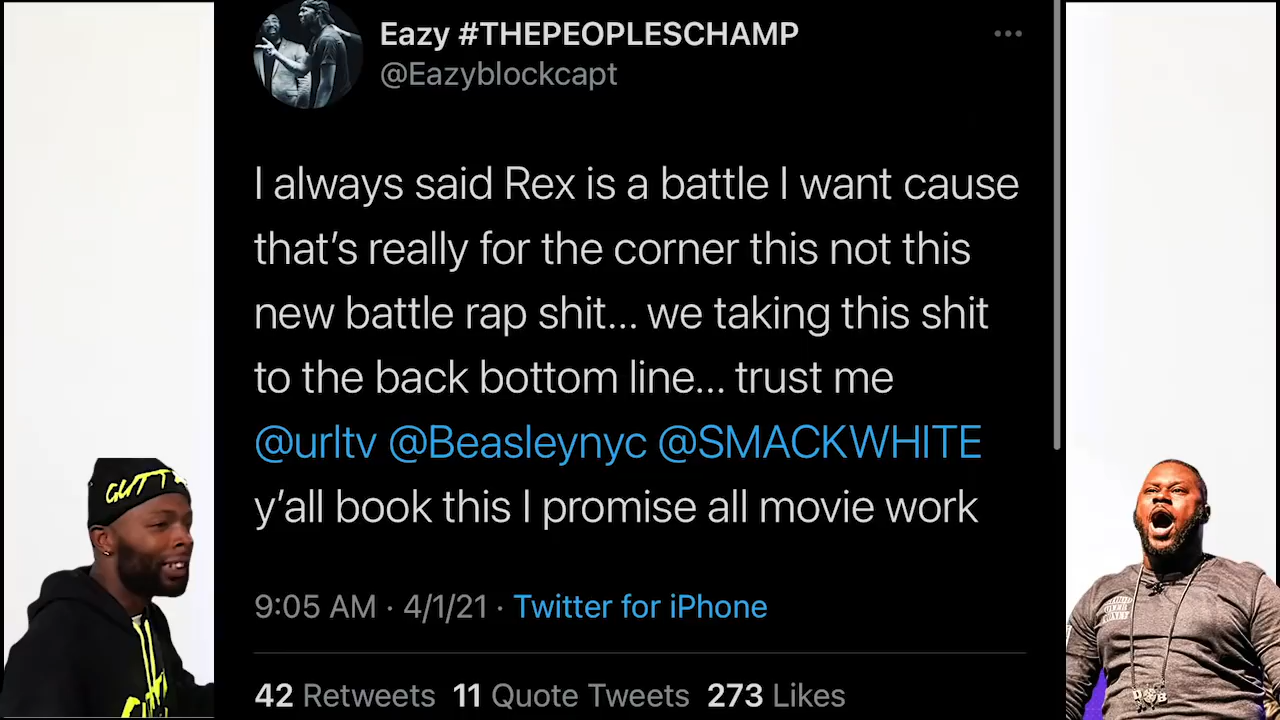 Eazy #THEPEOPLESCHAMP
@Eazyblockcapt
I always said Rex is a battle I want cause
that's really for the corner this not this
new battle rap shit... we taking this shit
to the back bottom line... trust me
@urltv @Beasleynyc @SMACKWHITE
y'all book this I promise all movie work
9:05 AM · 4/1/21 · Twitter for iPhone
42 Retweets 11 Quote Tweets 273 Likes